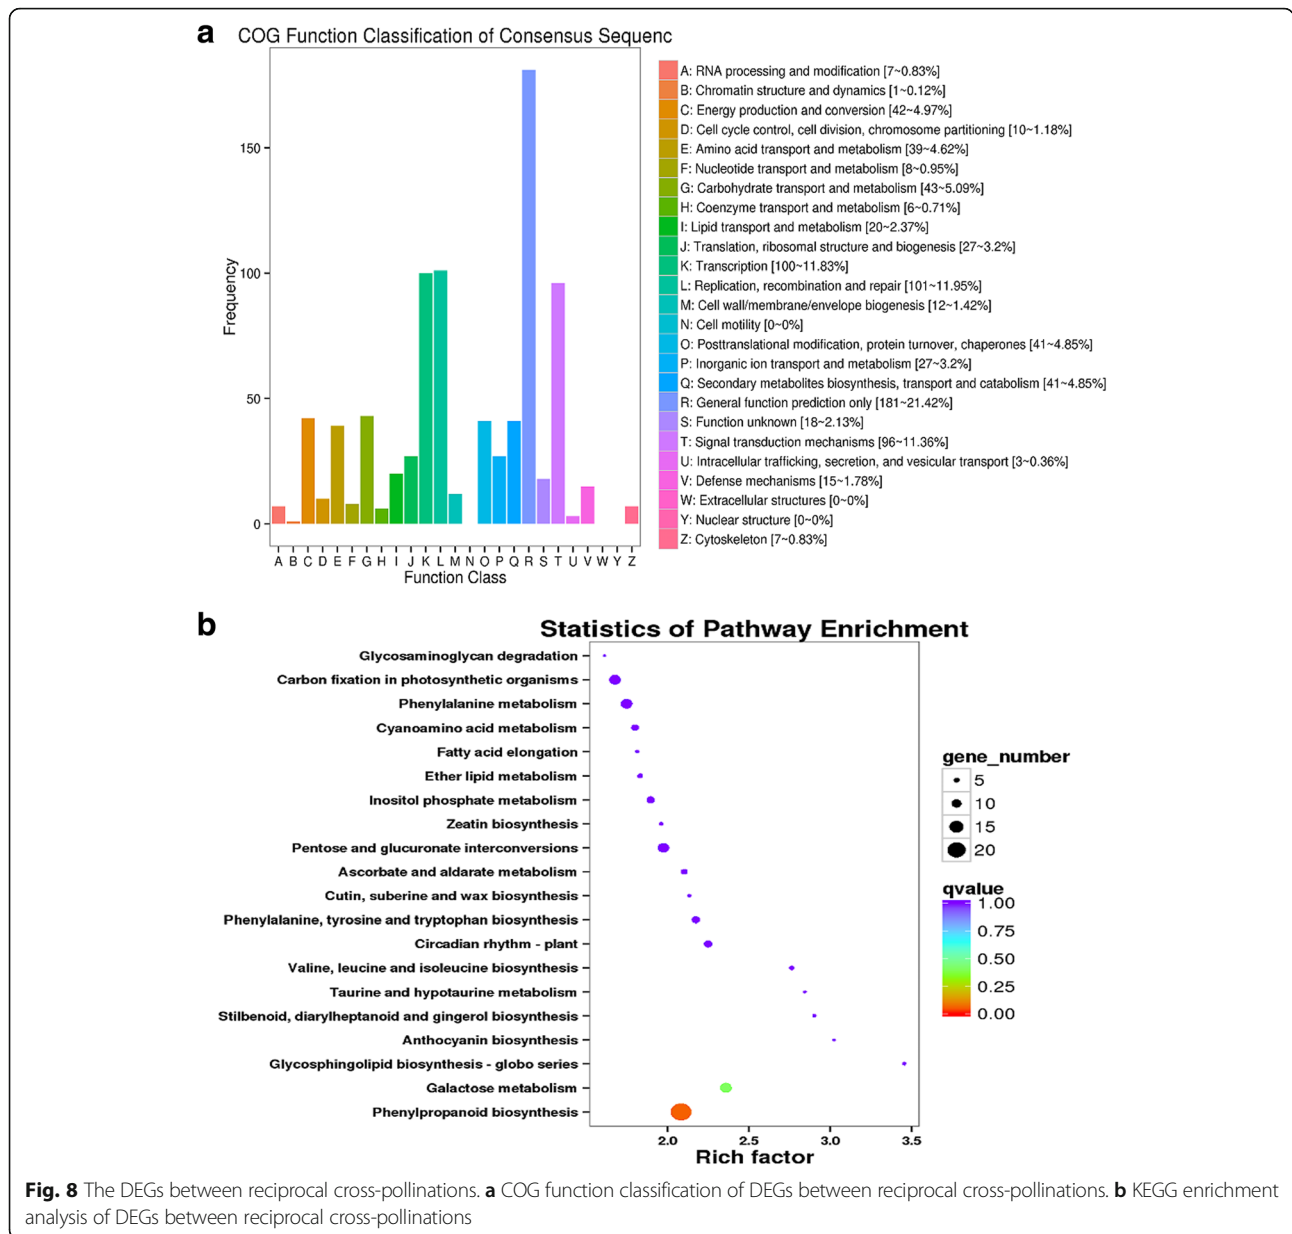 a COG Function Classification of Consensus Sequenc
150
100
50
0
Frequency
A B C D E F G H I J K L M N O P Q R S T U V W Y Z
Function Class
A: RNA processing and modification [7~0.83%]
B: Chromatin structure and dynamics [1~0.12%]
C: Energy production and conversion [42~4.97%]
D: Cell cycle control, cell division, chromosome partitioning [10~1.18%]
E: Amino acid transport and metabolism [39~4.62%]
F: Nucleotide transport and metabolism [8~0.95%]
G: Carbohydrate transport and metabolism [43~5.09%]
H: Coenzyme transport and metabolism [6~0.71%]
I: Lipid transport and metabolism [20~2.37%]
J: Translation, ribosomal structure and biogenesis [27~3.2%]
K: Transcription [100~11.83%]
L: Replication, recombination and repair [101~11.95%]
M: Cell wall/membrane/envelope biogenesis [12~1.42%]
N: Cell motility [0~0%]
O: Posttranslational modification, protein turnover, chaperones [41~4.85%]
P: Inorganic ion transport and metabolism [27~3.2%]
Q: Secondary metabolites biosynthesis, transport and catabolism [41~4.85%]
R: General function prediction only [181~21.42%]
S: Function unknown [18~2.13%]
T: Signal transduction mechanisms [96~11.36%]
U: Intracellular trafficking, secretion, and vesicular transport [3~0.36%]
V: Defense mechanisms [15~1.78%]
W: Extracellular structures [0~0%]
Y: Nuclear structure [0~0%]
Z: Cytoskeleton [7~0.83%]
b Statistics of Pathway Enrichment
Glycosaminoglycan degradation
Carbon fixation in photosynthetic organisms
Phenylalanine metabolism
Cyanoamino acid metabolism
Fatty acid elongation
Ether lipid metabolism
Inositol phosphate metabolism
Zeatin biosynthesis
Pentose and glucuronate interconversions
Ascorbate and aldarate metabolism
Cutin, suberine and wax biosynthesis
Phenylalanine, tyrosine and tryptophan biosynthesis
Circadian rhythm - plant
Valine, leucine and isoleucine biosynthesis
Taurine and hypotaurine metabolism
Stilbenoid, diarylheptanoid and gingerol biosynthesis
Anthocyanin biosynthesis
Glycosphingolipid biosynthesis - globo series
Galactose metabolism
Phenylpropanoid biosynthesis
2.0 2.5 3.0 3.5
Rich factor
gene_number
5
10
15
20
qvalue
1.00
0.75
0.50
0.25
0.00
Fig. 8 The DEGs between reciprocal cross-pollinations. a COG function classification of DEGs between reciprocal cross-pollinations. b KEGG enrichment
analysis of DEGs between reciprocal cross-pollinations